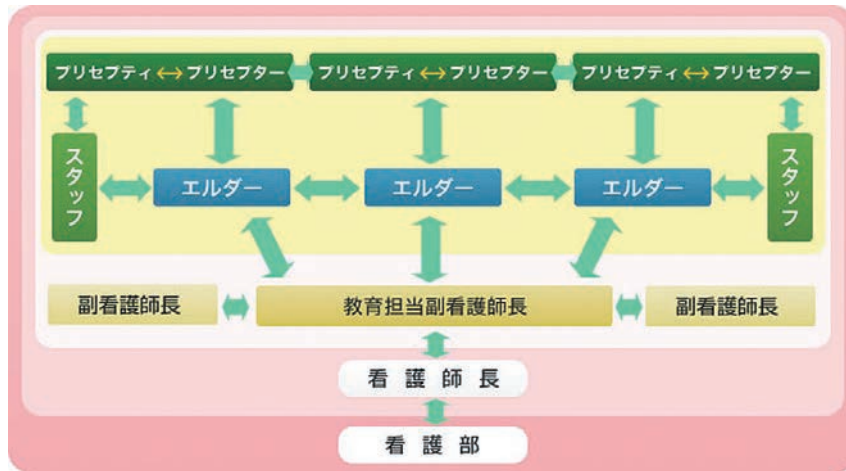 プリセプティ↔プリセプター プリセプティ↔プリセプター プリセプティ↔プリセプター
スタッフ
エルダー エルダー エルダー
スタッフ
副看護師長 教育担当副看護師長 副看護師長
看護師長
看護部